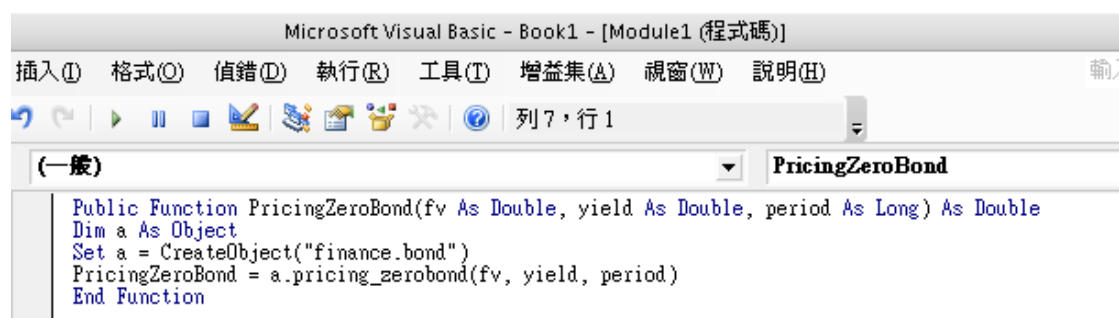 Microsoft Visual Basic - Book1 - [Module1 (程式碼)]
插入(I) 格式(O) 偵錯(D) 執行(R) 工具(T) 增益集(A) 視窗(W) 說明(H) 輸入
列 7，行 1
(一般) PricingZeroBond
Public Function PricingZeroBond(fv As Double, yield As Double, period As Long) As Double
Dim a As Object
Set a = CreateObject("finance.bond")
PricingZeroBond = a.pricing_zerobond(fv, yield, period)
End Function